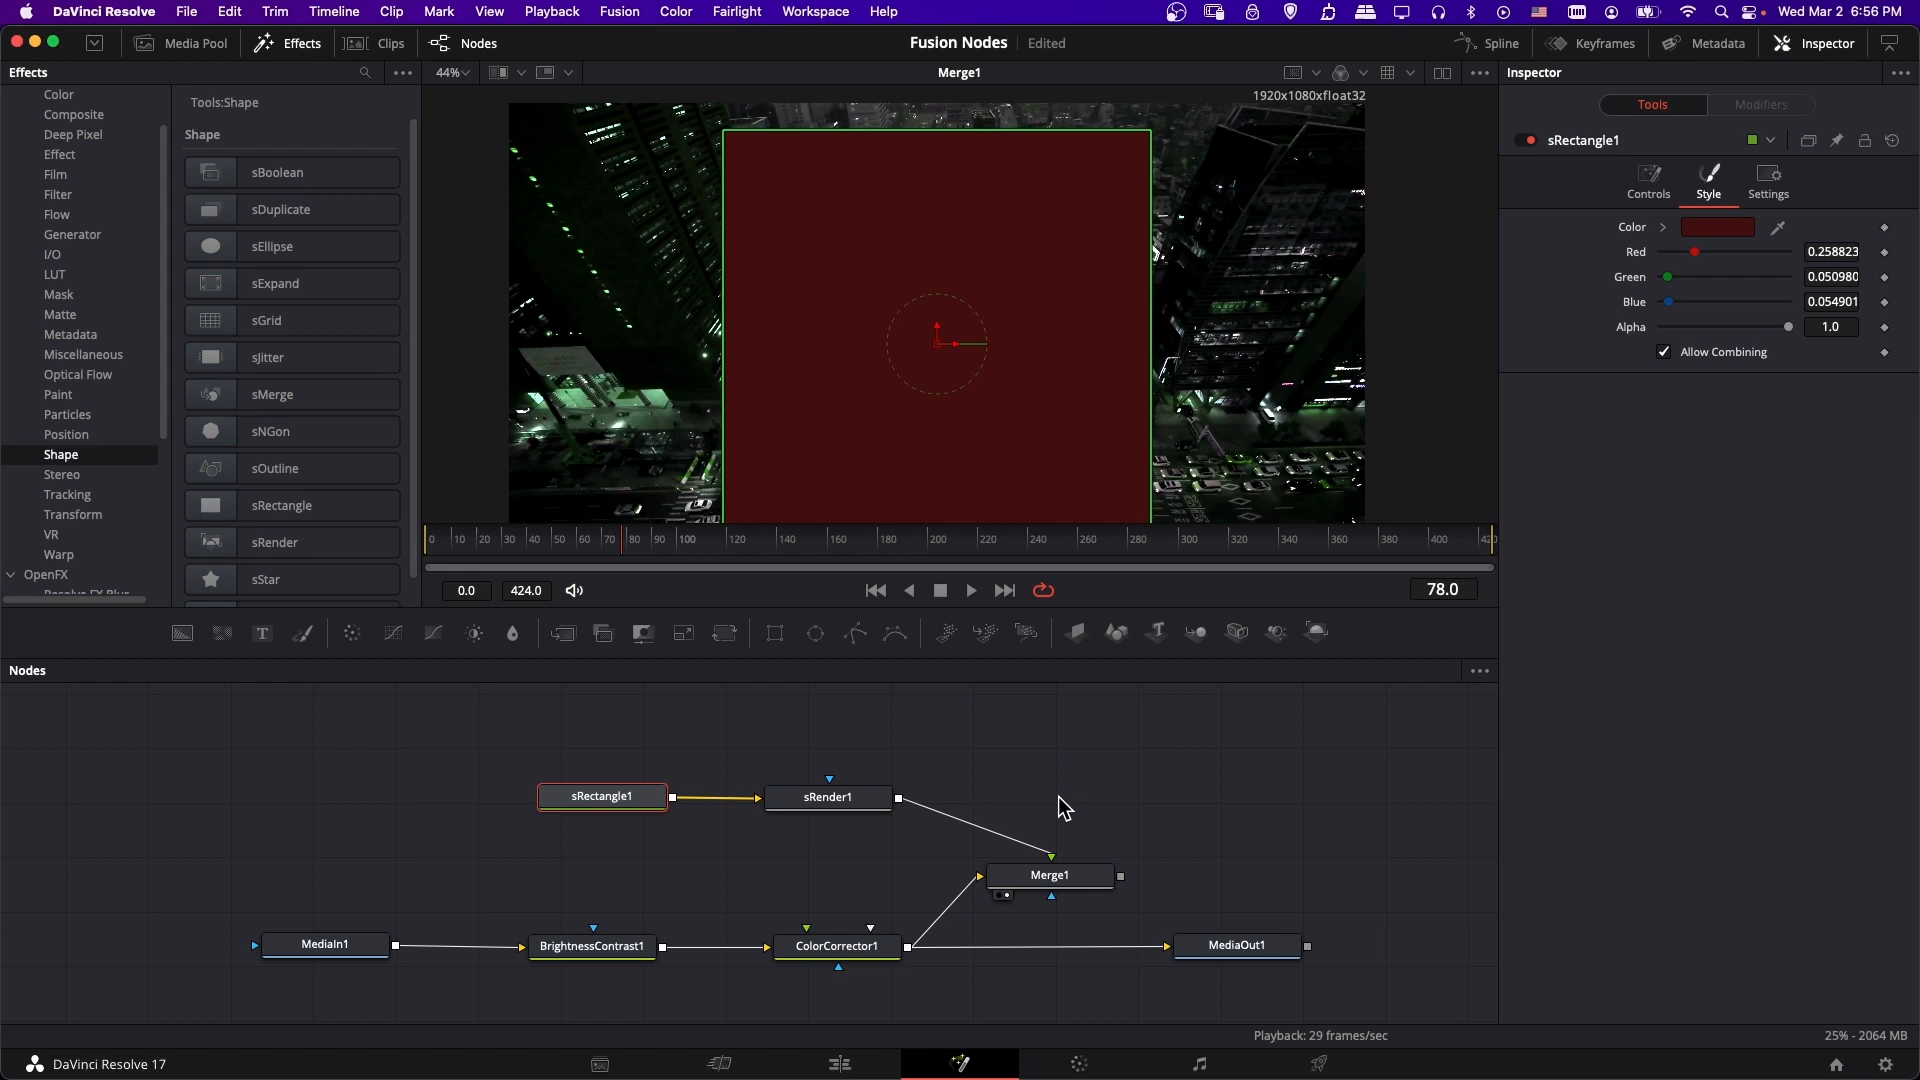 DaVinci Resolve File Edit Trim Timeline Clip Mark View Playback Fusion Color Fairlight Workspace Help Wed Mar 2 6:56 PM
Media Pool Effects Clips Nodes Fusion Nodes Edited Spline Keyframes Metadata Inspector
Effects 44% Merge1 Inspector
Color
Composite
Deep Pixel
Effect
Film
Filter
Flow
Generator
I/O
LUT
Mask
Matte
Metadata
Miscellaneous
Optical Flow
Paint
Particles
Position
Shape
Stereo
Tracking
Transform
VR
Warp
OpenFX
Resolve FX Blur
Tools:Shape
Shape
sBoolean
sDuplicate
sEllipse
sExpand
sGrid
sJitter
sMerge
sNGon
sOutline
sRectangle
sRender
sStar
1920x1080xfloat32
0 10 20 30 40 50 60 70 80 90 100 120 140 160 180 200 220 240 260 280 300 320 340 360 380 400 420
0.0 424.0 78.0
Tools Modifiers
sRectangle1
Controls Style Settings
Color
Red 0.258823
Green 0.050980
Blue 0.054901
Alpha 1.0
Allow Combining
Nodes
sRectangle1 sRender1
Merge1
MediaIn1 BrightnessContrast1 ColorCorrector1 MediaOut1
Playback: 29 frames/sec 25% - 2064 MB
DaVinci Resolve 17